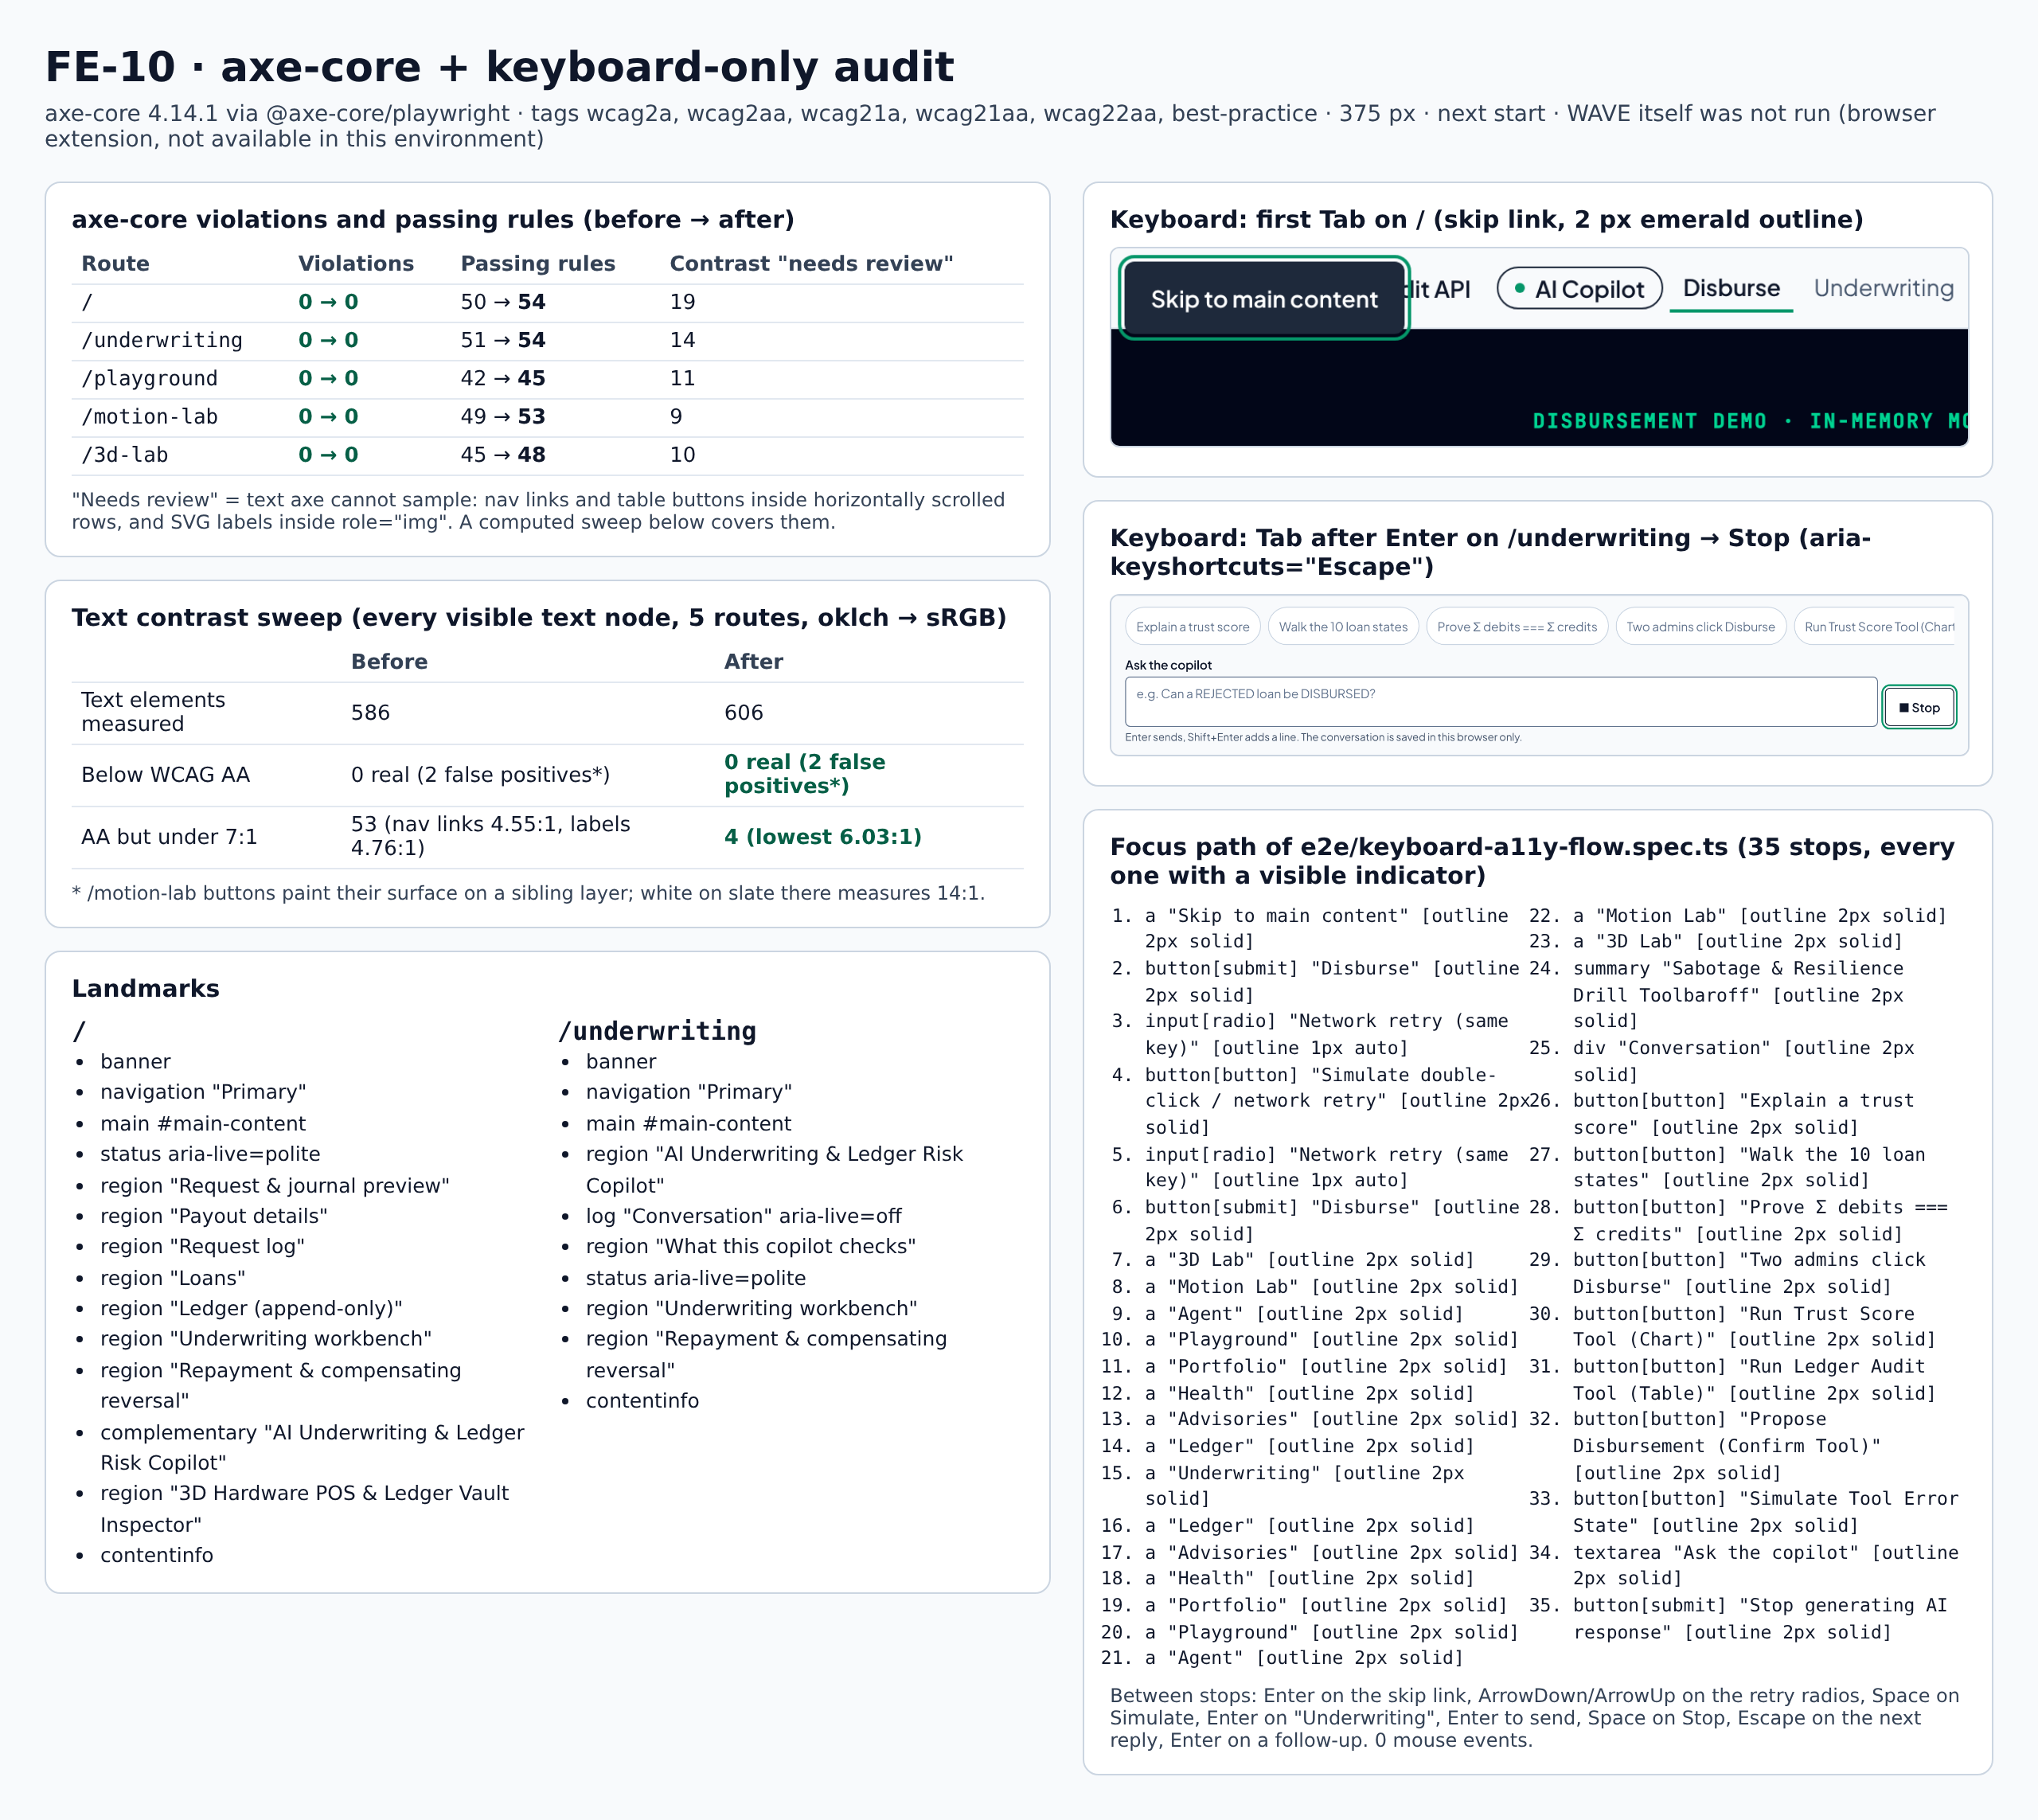 FE-10 · axe-core + keyboard-only audit
axe-core 4.14.1 via @axe-core/playwright · tags wcag2a, wcag2aa, wcag21a, wcag21aa, wcag22aa, best-practice · 375 px · next start · WAVE itself was not run (browser
extension, not available in this environment)
axe-core violations and passing rules (before → after)
Route Violations Passing rules Contrast "needs review"
/ 0 → 0 50 → 54 19
/underwriting 0 → 0 51 → 54 14
/playground 0 → 0 42 → 45 11
/motion-lab 0 → 0 49 → 53 9
/3d-lab 0 → 0 45 → 48 10
"Needs review" = text axe cannot sample: nav links and table buttons inside horizontally scrolled
rows, and SVG labels inside role="img". A computed sweep below covers them.
Text contrast sweep (every visible text node, 5 routes, oklch → sRGB)
Before After
Text elements
measured 586 606
Below WCAG AA 0 real (2 false positives*) 0 real (2 false
positives*)
AA but under 7:1 53 (nav links 4.55:1, labels
4.76:1) 4 (lowest 6.03:1)
* /motion-lab buttons paint their surface on a sibling layer; white on slate there measures 14:1.
Landmarks
/
• banner
• navigation "Primary"
• main #main-content
• status aria-live=polite
• region "Request & journal preview"
• region "Payout details"
• region "Request log"
• region "Loans"
• region "Ledger (append-only)"
• region "Underwriting workbench"
• region "Repayment & compensating
reversal"
• complementary "AI Underwriting & Ledger
Risk Copilot"
• region "3D Hardware POS & Ledger Vault
Inspector"
• contentinfo
/underwriting
• banner
• navigation "Primary"
• main #main-content
• region "AI Underwriting & Ledger Risk
Copilot"
• log "Conversation" aria-live=off
• region "What this copilot checks"
• status aria-live=polite
• region "Underwriting workbench"
• region "Repayment & compensating
reversal"
• contentinfo
Keyboard: first Tab on / (skip link, 2 px emerald outline)
Skip to main content dit API AI Copilot Disburse Underwriting
DISBURSEMENT DEMO · IN-MEMORY MO
Keyboard: Tab after Enter on /underwriting → Stop (aria-
keyshortcuts="Escape")
Explain a trust score Walk the 10 loan states Prove Σ debits === Σ credits Two admins click Disburse Run Trust Score Tool (Chart
Ask the copilot
e.g. Can a REJECTED loan be DISBURSED?
■ Stop
Enter sends, Shift+Enter adds a line. The conversation is saved in this browser only.
Focus path of e2e/keyboard-a11y-flow.spec.ts (35 stops, every
one with a visible indicator)
1. a "Skip to main content" [outline
2px solid]
2. button[submit] "Disburse" [outline
2px solid]
3. input[radio] "Network retry (same
key)" [outline 1px auto]
4. button[button] "Simulate double-
click / network retry" [outline 2px
solid]
5. input[radio] "Network retry (same
key)" [outline 1px auto]
6. button[submit] "Disburse" [outline
2px solid]
7. a "3D Lab" [outline 2px solid]
8. a "Motion Lab" [outline 2px solid]
9. a "Agent" [outline 2px solid]
10. a "Playground" [outline 2px solid]
11. a "Portfolio" [outline 2px solid]
12. a "Health" [outline 2px solid]
13. a "Advisories" [outline 2px solid]
14. a "Ledger" [outline 2px solid]
15. a "Underwriting" [outline 2px
solid]
16. a "Ledger" [outline 2px solid]
17. a "Advisories" [outline 2px solid]
18. a "Health" [outline 2px solid]
19. a "Portfolio" [outline 2px solid]
20. a "Playground" [outline 2px solid]
21. a "Agent" [outline 2px solid]
22. a "Motion Lab" [outline 2px solid]
23. a "3D Lab" [outline 2px solid]
24. summary "Sabotage & Resilience
Drill Toolbaroff" [outline 2px
solid]
25. div "Conversation" [outline 2px
solid]
26. button[button] "Explain a trust
score" [outline 2px solid]
27. button[button] "Walk the 10 loan
states" [outline 2px solid]
28. button[button] "Prove Σ debits ===
Σ credits" [outline 2px solid]
29. button[button] "Two admins click
Disburse" [outline 2px solid]
30. button[button] "Run Trust Score
Tool (Chart)" [outline 2px solid]
31. button[button] "Run Ledger Audit
Tool (Table)" [outline 2px solid]
32. button[button] "Propose
Disbursement (Confirm Tool)"
[outline 2px solid]
33. button[button] "Simulate Tool Error
State" [outline 2px solid]
34. textarea "Ask the copilot" [outline
2px solid]
35. button[submit] "Stop generating AI
response" [outline 2px solid]
Between stops: Enter on the skip link, ArrowDown/ArrowUp on the retry radios, Space on
Simulate, Enter on "Underwriting", Enter to send, Space on Stop, Escape on the next
reply, Enter on a follow-up. 0 mouse events.